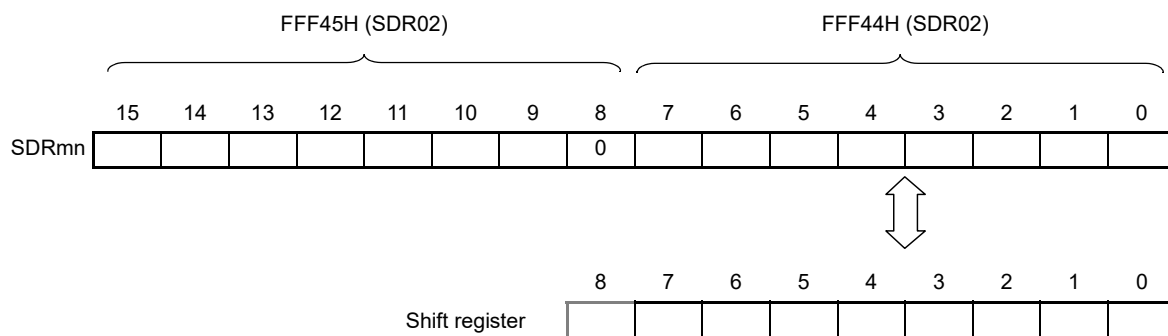 FFF45H (SDR02) FFF44H (SDR02)
15 14 13 12 11 10 9 8 7 6 5 4 3 2 1 0
SDRmn 0
8 7 6 5 4 3 2 1 0
Shift register